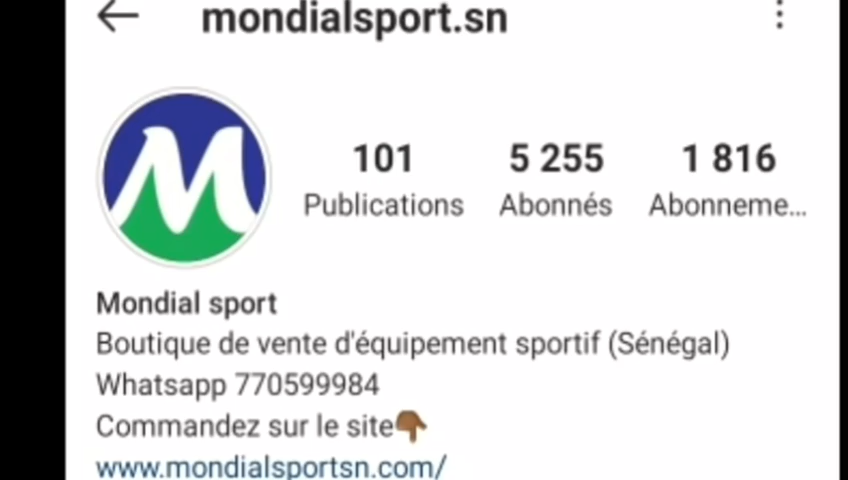 mondialsport.sn
M
101 5 255 1 816
Publications Abonnés Abonneme...
Mondial sport
Boutique de vente d'équipement sportif (Sénégal)
Whatsapp 770599984
Commandez sur le site👇🏾
www.mondialsportsn.com/